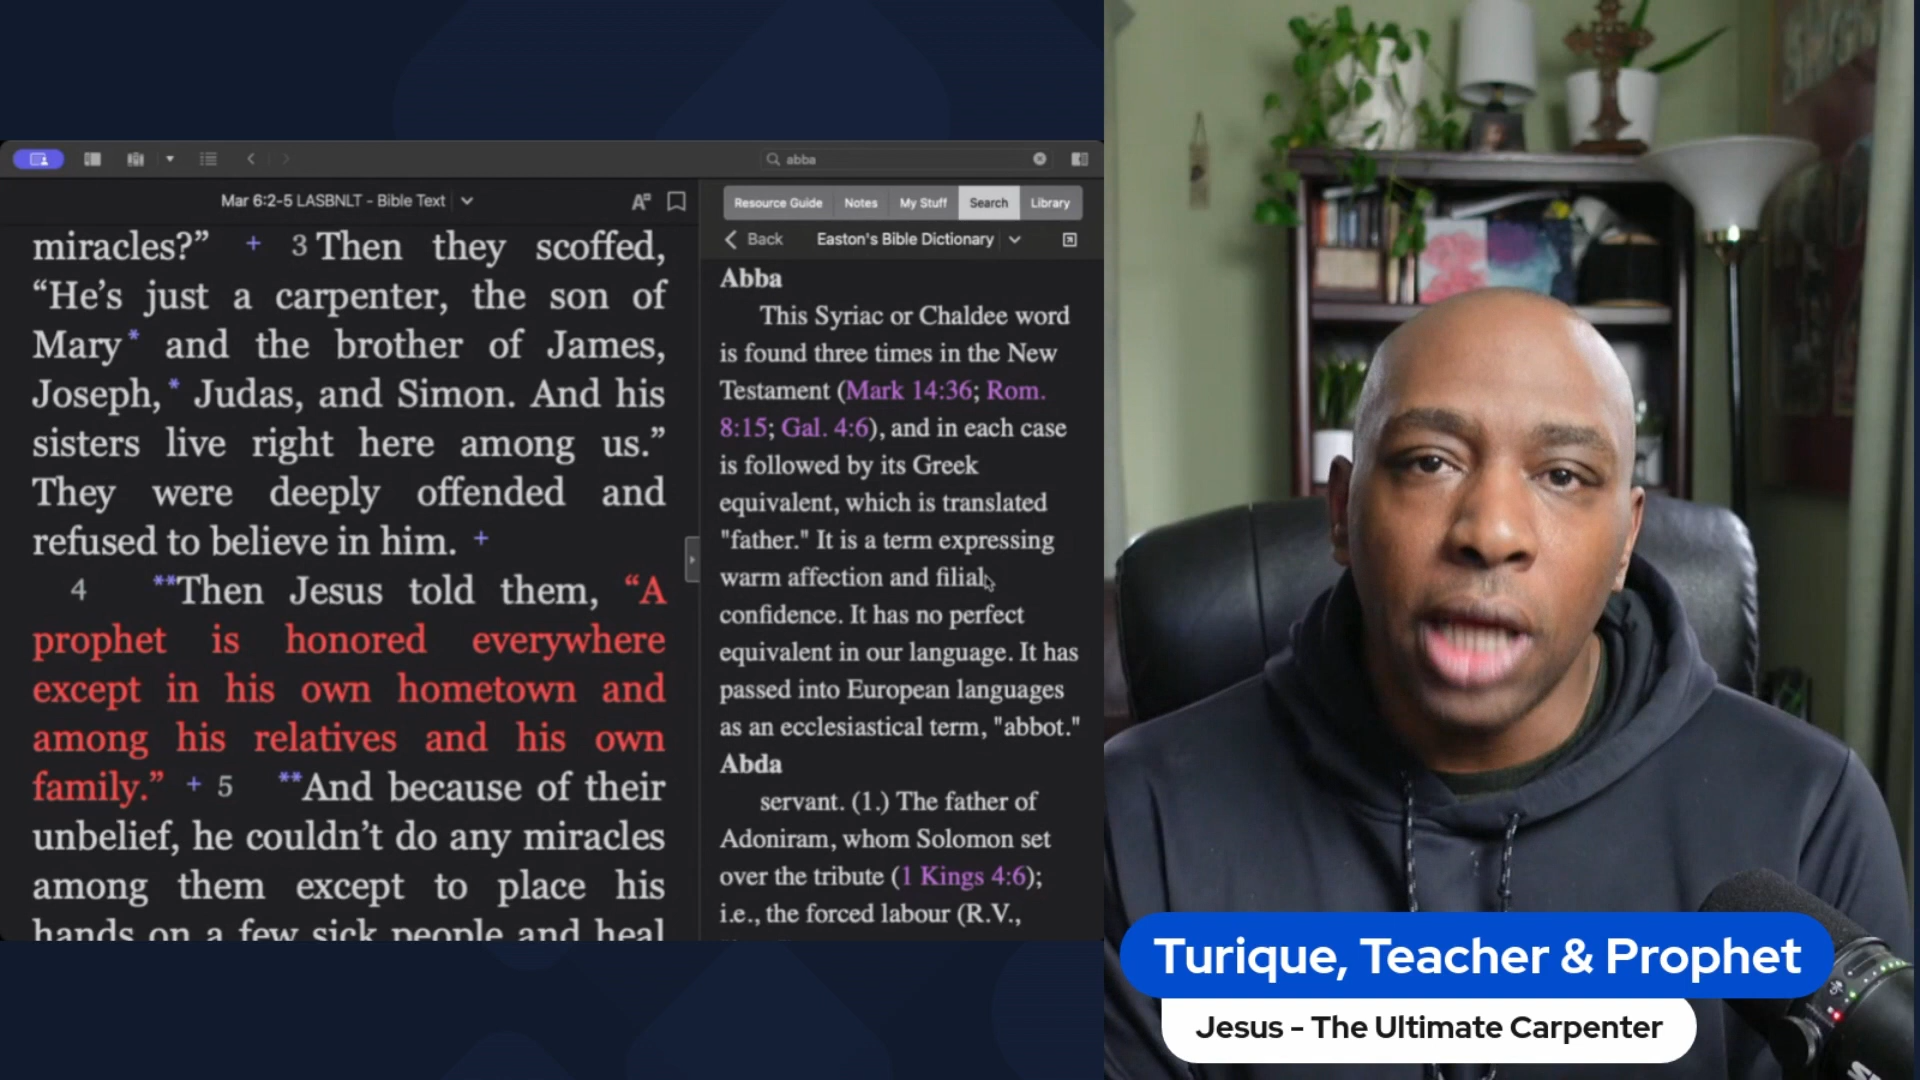 abba
Mar 6:2-5 LASBNLT - Bible Text
miracles?” + 3 Then they scoffed,
“He’s just a carpenter, the son of
Mary* and the brother of James,
Joseph,* Judas, and Simon. And his
sisters live right here among us.”
They were deeply offended and
refused to believe in him. +
4 **Then Jesus told them, “A
prophet is honored everywhere
except in his own hometown and
among his relatives and his own
family.” + 5 **And because of their
unbelief, he couldn’t do any miracles
among them except to place his
hands on a few sick people and heal
Resource Guide Notes My Stuff Search Library
Back Easton's Bible Dictionary
Abba
This Syriac or Chaldee word
is found three times in the New
Testament (Mark 14:36; Rom.
8:15; Gal. 4:6), and in each case
is followed by its Greek
equivalent, which is translated
"father." It is a term expressing
warm affection and filial
confidence. It has no perfect
equivalent in our language. It has
passed into European languages
as an ecclesiastical term, "abbot."
Abda
servant. (1.) The father of
Adoniram, whom Solomon set
over the tribute (1 Kings 4:6);
i.e., the forced labour (R.V.,
Turique, Teacher & Prophet
Jesus - The Ultimate Carpenter